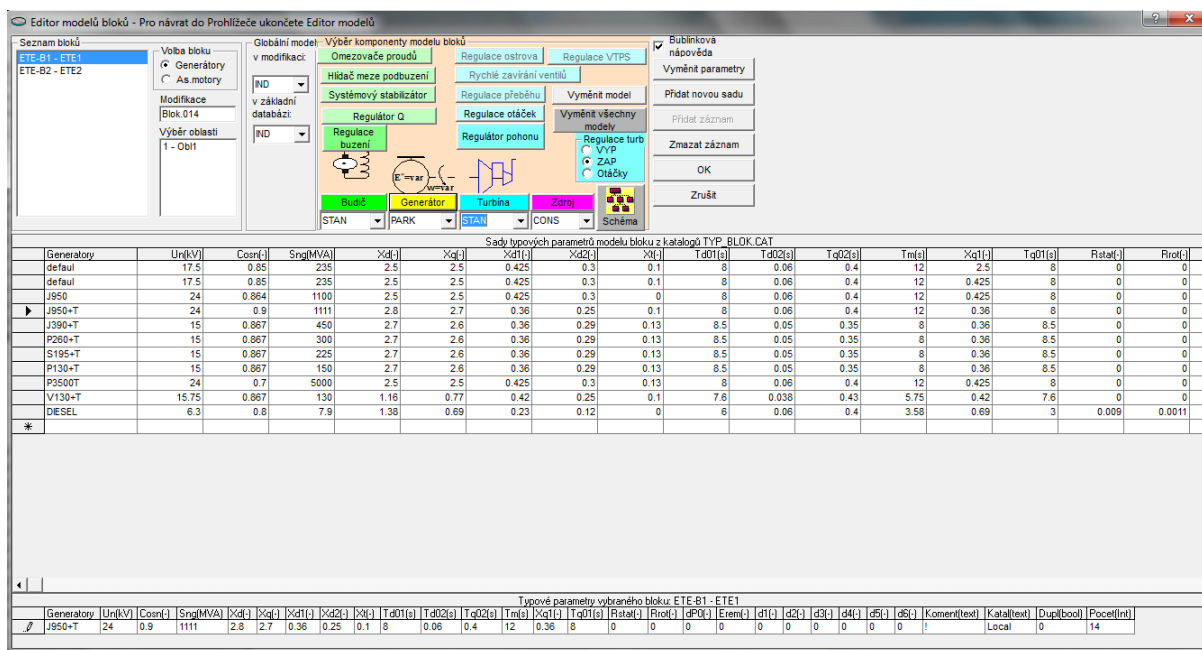 Editor modelů bloků - Pro návrat do Prohlížeče ukončete Editor modelů
Seznam bloků
ETE-B1 - ETE1
ETE-B2 - ETE2
Volba bloku
Generátory
As.motory
Modifikace
Blok.014
Výběr oblasti
1 - Obl1
Globální model
v modifikaci:
IND
v základní
databázi:
IND
Výběr komponenty modelu bloků
Omezovače proudů
Hlídač meze podbuzení
Systémový stabilizátor
Regulátor Q
Regulace
buzení
Regulace ostrova
Regulace VTPS
Rychlé zavírání ventilů
Regulace přeběhu
Vyměnit model
Regulace otáček
Vyměnit všechny
modely
Regulátor pohonu
Regulace turb
VYP
ZAP
Otáčky
E"=var
w=var
Budič
Generátor
Turbína
Zdroj
STAN
PARK
STAN
CONS
Schéma
Bublinková
nápověda
Vyměnit parametry
Přidat novou sadu
Přidat záznam
Zmazat záznam
OK
Zrušit
Sady typových parametrů modelu bloku z katalogů TYP_BLOK.CAT
Generatory Un(kV) Cosn(-) Sng(MVA) Xd(-) Xq(-) Xd1(-) Xd2(-) Xt(-) Td01(s) Td02(s) Tq02(s) Tm(s) Xq1(-) Tq01(s) Rstat(-) Rrot(-)
defaul 17.5 0.85 235 2.5 2.5 0.425 0.3 0.1 8 0.06 0.4 12 2.5 8 0 0
defaul 17.5 0.85 235 2.5 2.5 0.425 0.3 0.1 8 0.06 0.4 12 0.425 8 0 0
J950 24 0.864 1100 2.5 2.5 0.425 0.3 0 8 0.06 0.4 12 0.425 8 0 0
J950+T 24 0.9 1111 2.8 2.7 0.36 0.25 0.1 8 0.06 0.4 12 0.36 8 0 0
J390+T 15 0.867 450 2.7 2.6 0.36 0.29 0.13 8.5 0.05 0.35 8 0.36 8.5 0 0
P260+T 15 0.867 300 2.7 2.6 0.36 0.29 0.13 8.5 0.05 0.35 8 0.36 8.5 0 0
S195+T 15 0.867 225 2.7 2.6 0.36 0.29 0.13 8.5 0.05 0.35 8 0.36 8.5 0 0
P130+T 15 0.867 150 2.7 2.6 0.36 0.29 0.13 8.5 0.05 0.35 8 0.36 8.5 0 0
P3500T 24 0.7 5000 2.5 2.5 0.425 0.3 0.13 8 0.06 0.4 12 0.425 8 0 0
V130+T 15.75 0.867 130 1.16 0.77 0.42 0.25 0.1 7.6 0.038 0.43 5.75 0.42 7.6 0 0
DIESEL 6.3 0.8 7.9 1.38 0.69 0.23 0.12 0 6 0.06 0.4 3.58 0.69 3 0.009 0.0011
Typové parametry vybraného bloku: ETE-B1 - ETE1
Generatory Un(kV) Cosn(-) Sng(MVA) Xd(-) Xq(-) Xd1(-) Xd2(-) Xt(-) Td01(s) Td02(s) Tq02(s) Tm(s) Xq1(-) Tq01(s) Rstat(-) Rrot(-) dP0(-) Erem(-) d1(-) d2(-) d3(-) d4(-) d5(-) d6(-) Koment(text) Katal(text) Dupl(bool) Pocet(Int)
J950+T 24 0.9 1111 2.8 2.7 0.36 0.25 0.1 8 0.06 0.4 12 0.36 8 0 0 0 0 0 0 0 0 0 0 ! Local 0 14